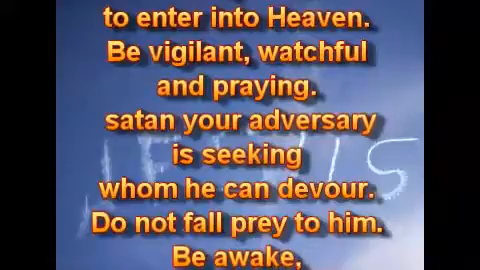 to enter into Heaven.
Be vigilant, watchful
and praying.
satan your adversary
is seeking
JESUS
whom he can devour.
Do not fall prey to him.
Be awake,